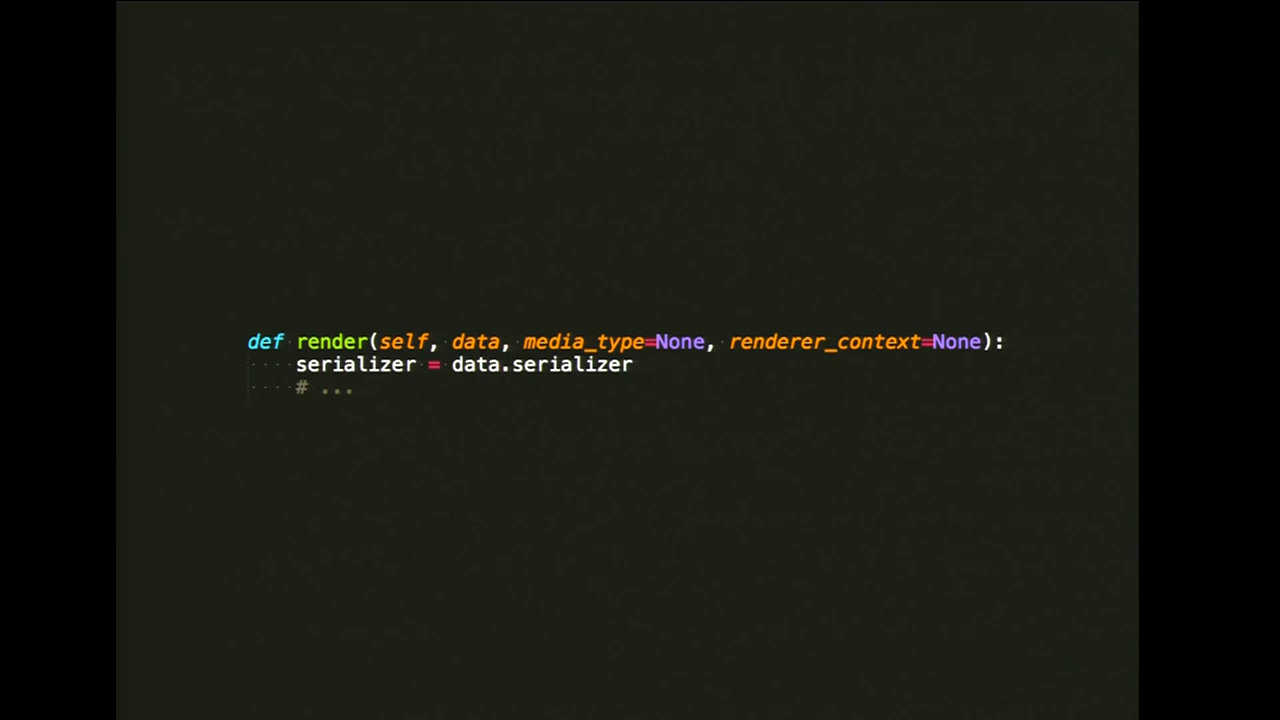 def render(self, data, media_type=None, renderer_context=None):
    serializer = data.serializer
    # ...